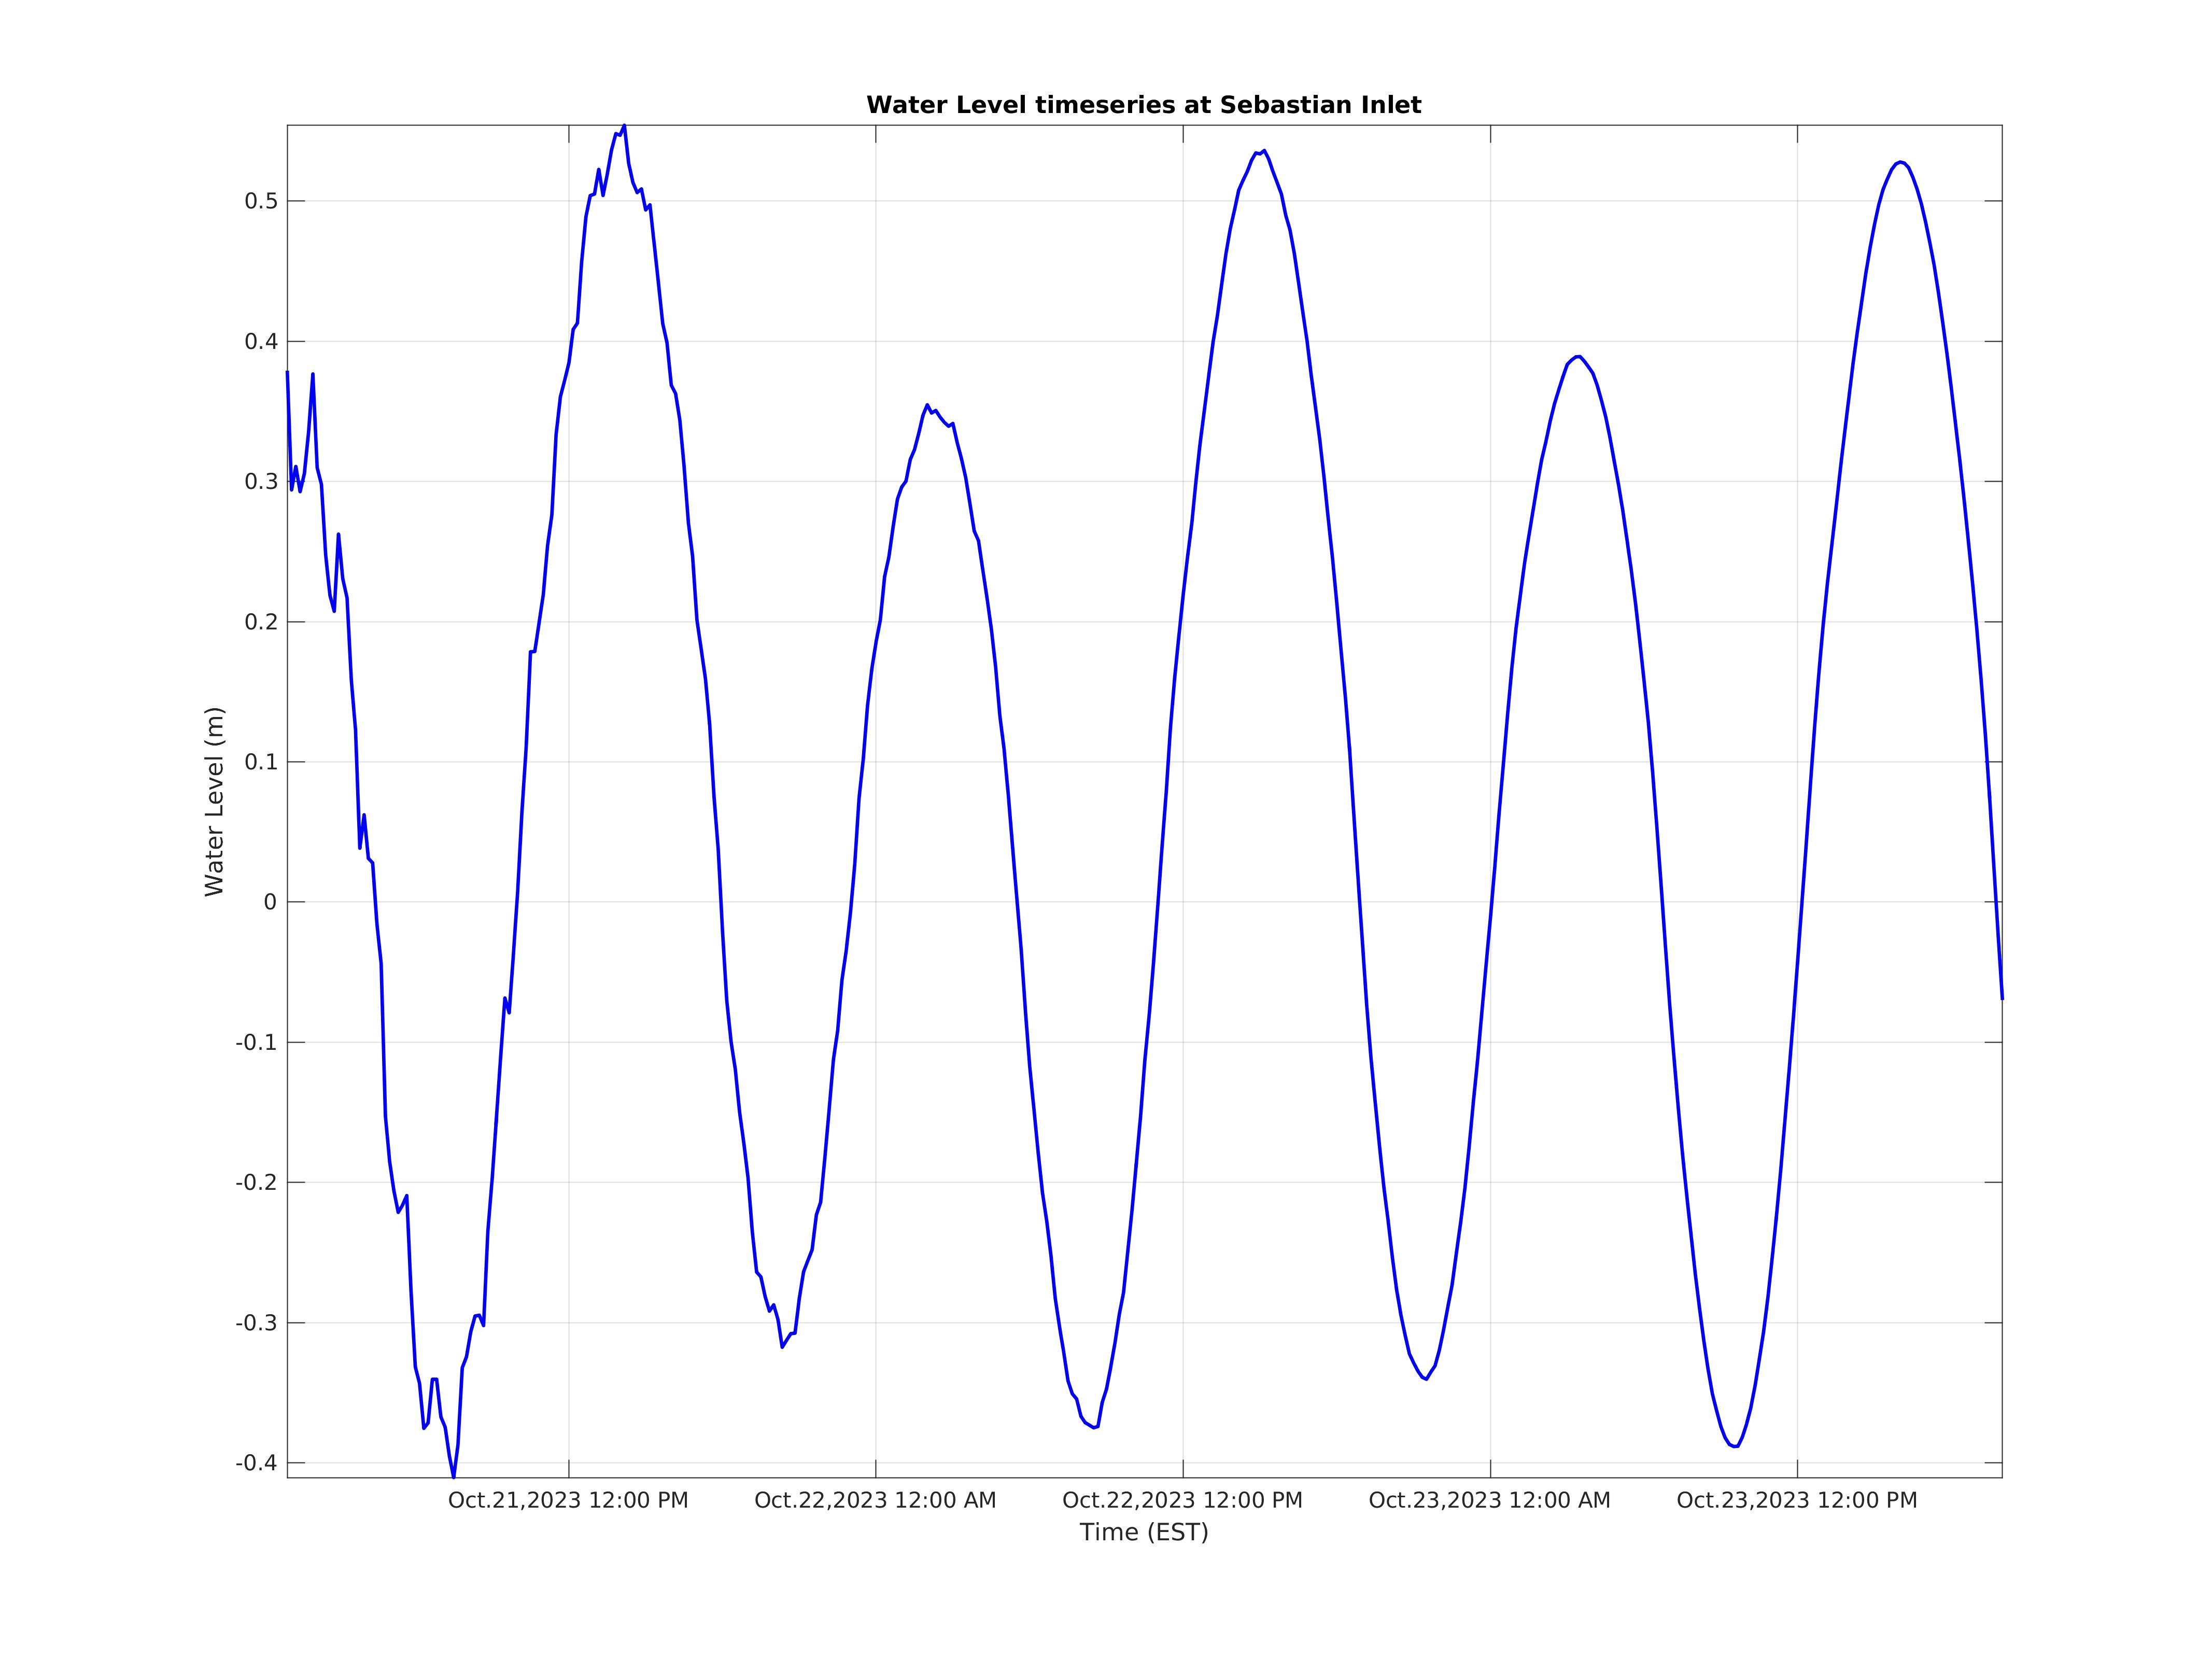 Water Level timeseries at Sebastian Inlet
0.5
0.4
0.3
0.2
0.1
0
-0.1
-0.2
-0.3
-0.4
Water Level (m)
Oct.21,2023 12:00 PM
Oct.22,2023 12:00 AM
Oct.22,2023 12:00 PM
Oct.23,2023 12:00 AM
Oct.23,2023 12:00 PM
Time (EST)